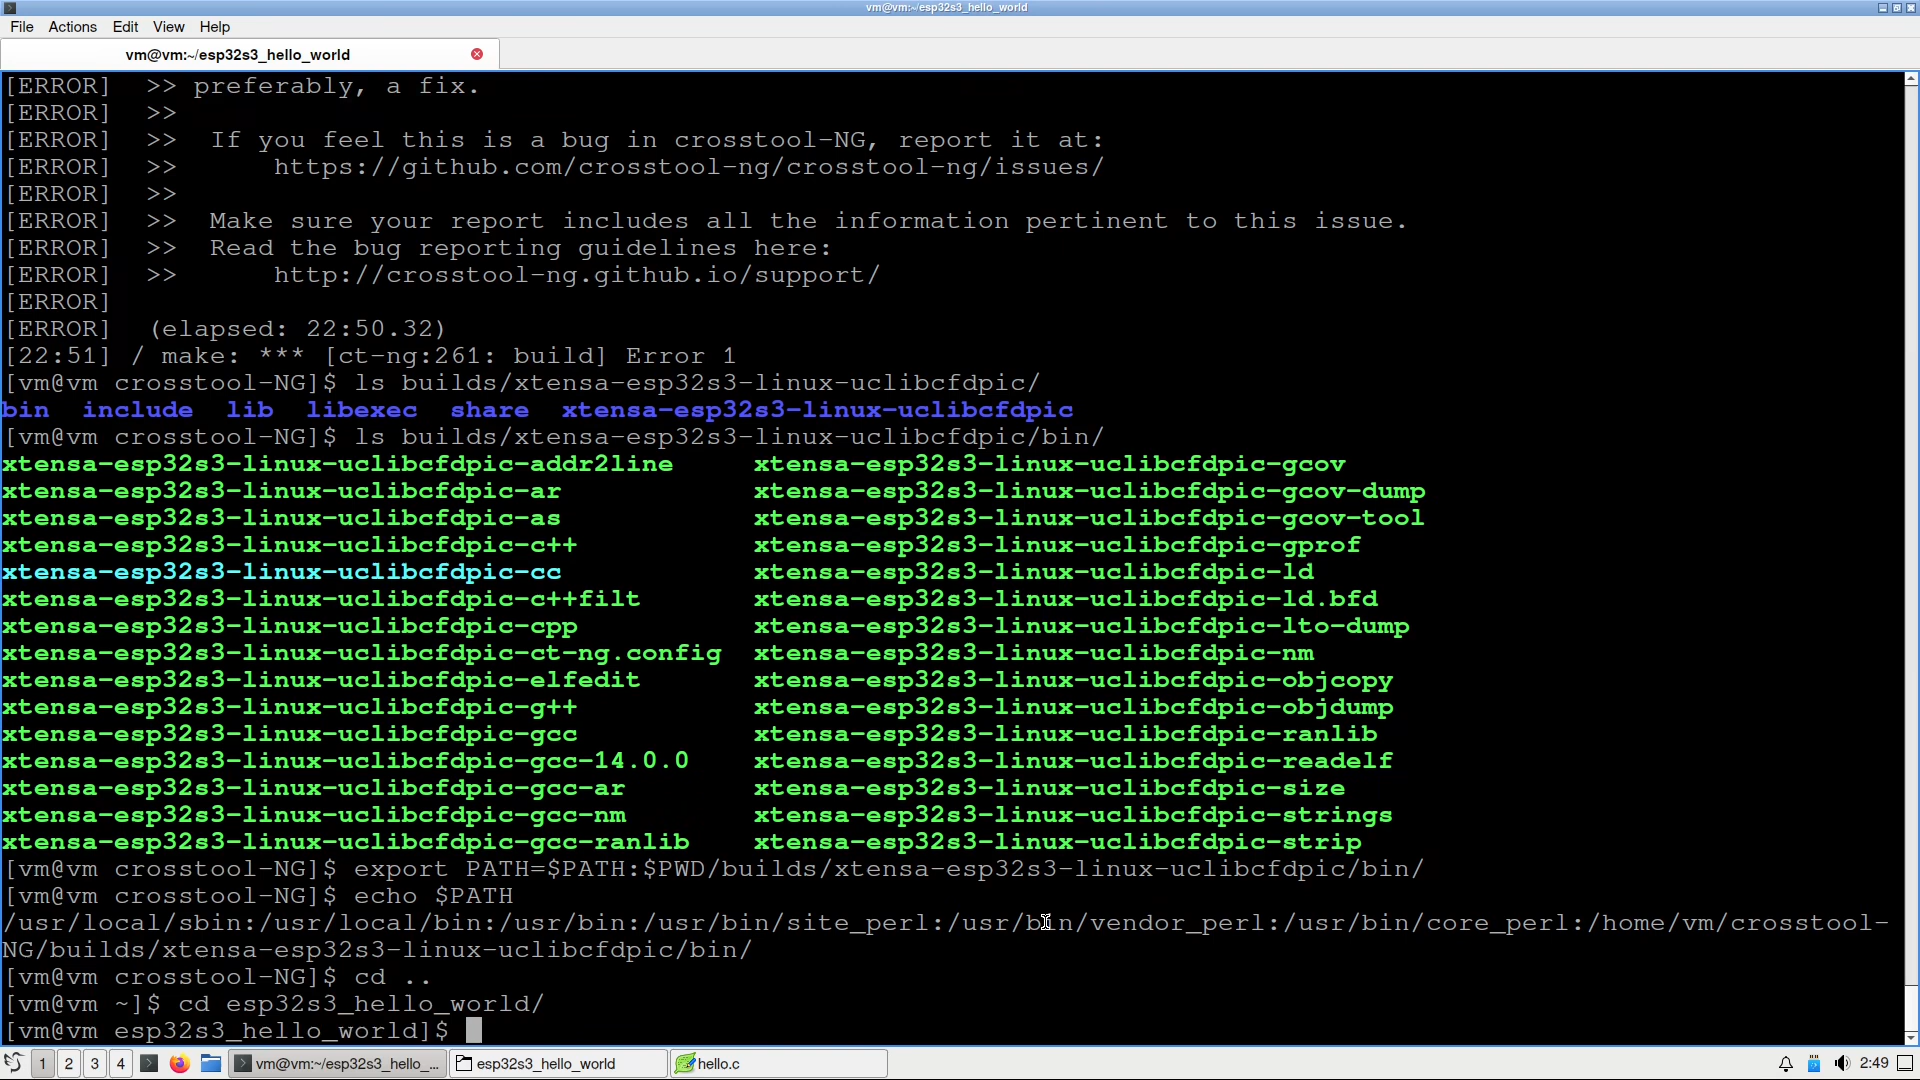 vm@vm:~/esp32s3_hello_world
File Actions Edit View Help
vm@vm:~/esp32s3_hello_world
[ERROR]  >> preferably, a fix.
[ERROR]  >>
[ERROR]  >>  If you feel this is a bug in crosstool-NG, report it at:
[ERROR]  >>      https://github.com/crosstool-ng/crosstool-ng/issues/
[ERROR]  >>
[ERROR]  >>  Make sure your report includes all the information pertinent to this issue.
[ERROR]  >>  Read the bug reporting guidelines here:
[ERROR]  >>      http://crosstool-ng.github.io/support/
[ERROR]
[ERROR]  (elapsed: 22:50.32)
[22:51] / make: *** [ct-ng:261: build] Error 1
[vm@vm crosstool-NG]$ ls builds/xtensa-esp32s3-linux-uclibcfdpic/
bin  include  lib  libexec  share  xtensa-esp32s3-linux-uclibcfdpic
[vm@vm crosstool-NG]$ ls builds/xtensa-esp32s3-linux-uclibcfdpic/bin/
xtensa-esp32s3-linux-uclibcfdpic-addr2line     xtensa-esp32s3-linux-uclibcfdpic-gcov
xtensa-esp32s3-linux-uclibcfdpic-ar            xtensa-esp32s3-linux-uclibcfdpic-gcov-dump
xtensa-esp32s3-linux-uclibcfdpic-as            xtensa-esp32s3-linux-uclibcfdpic-gcov-tool
xtensa-esp32s3-linux-uclibcfdpic-c++           xtensa-esp32s3-linux-uclibcfdpic-gprof
xtensa-esp32s3-linux-uclibcfdpic-cc            xtensa-esp32s3-linux-uclibcfdpic-ld
xtensa-esp32s3-linux-uclibcfdpic-c++filt       xtensa-esp32s3-linux-uclibcfdpic-ld.bfd
xtensa-esp32s3-linux-uclibcfdpic-cpp           xtensa-esp32s3-linux-uclibcfdpic-lto-dump
xtensa-esp32s3-linux-uclibcfdpic-ct-ng.config  xtensa-esp32s3-linux-uclibcfdpic-nm
xtensa-esp32s3-linux-uclibcfdpic-elfedit       xtensa-esp32s3-linux-uclibcfdpic-objcopy
xtensa-esp32s3-linux-uclibcfdpic-g++           xtensa-esp32s3-linux-uclibcfdpic-objdump
xtensa-esp32s3-linux-uclibcfdpic-gcc           xtensa-esp32s3-linux-uclibcfdpic-ranlib
xtensa-esp32s3-linux-uclibcfdpic-gcc-14.0.0    xtensa-esp32s3-linux-uclibcfdpic-readelf
xtensa-esp32s3-linux-uclibcfdpic-gcc-ar        xtensa-esp32s3-linux-uclibcfdpic-size
xtensa-esp32s3-linux-uclibcfdpic-gcc-nm        xtensa-esp32s3-linux-uclibcfdpic-strings
xtensa-esp32s3-linux-uclibcfdpic-gcc-ranlib    xtensa-esp32s3-linux-uclibcfdpic-strip
[vm@vm crosstool-NG]$ export PATH=$PATH:$PWD/builds/xtensa-esp32s3-linux-uclibcfdpic/bin/
[vm@vm crosstool-NG]$ echo $PATH
/usr/local/sbin:/usr/local/bin:/usr/bin:/usr/bin/site_perl:/usr/bin/vendor_perl:/usr/bin/core_perl:/home/vm/crosstool-
NG/builds/xtensa-esp32s3-linux-uclibcfdpic/bin/
[vm@vm crosstool-NG]$ cd ..
[vm@vm ~]$ cd esp32s3_hello_world/
[vm@vm esp32s3_hello_world]$
1 2 3 4 vm@vm:~/esp32s3_hello_... esp32s3_hello_world hello.c 2:49